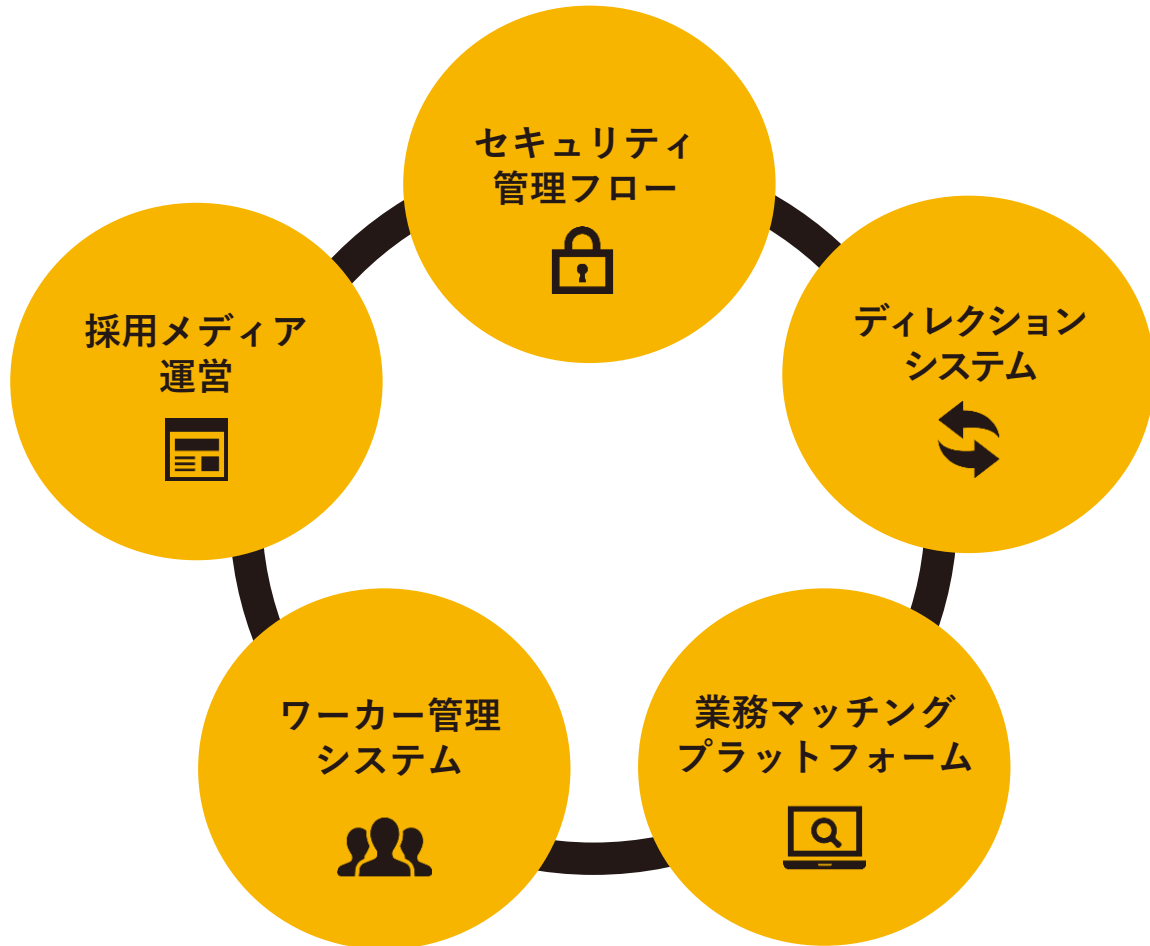 セキュリティ
管理フロー
採用メディア
運営
ディレクション
システム
ワーカー管理
システム
業務マッチング
プラットフォーム